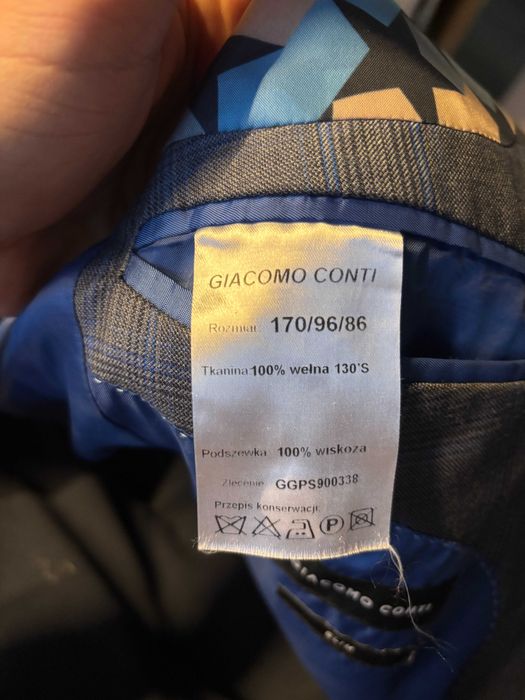 GIACOMO CONTI
Rozmiar 170/96/86
Tkanina 100% wełna 130'S
Podszewka 100% wiskoza
Zlecenie GGPS900338
Przepis konserwacji:
P
GIACOMO CONTI